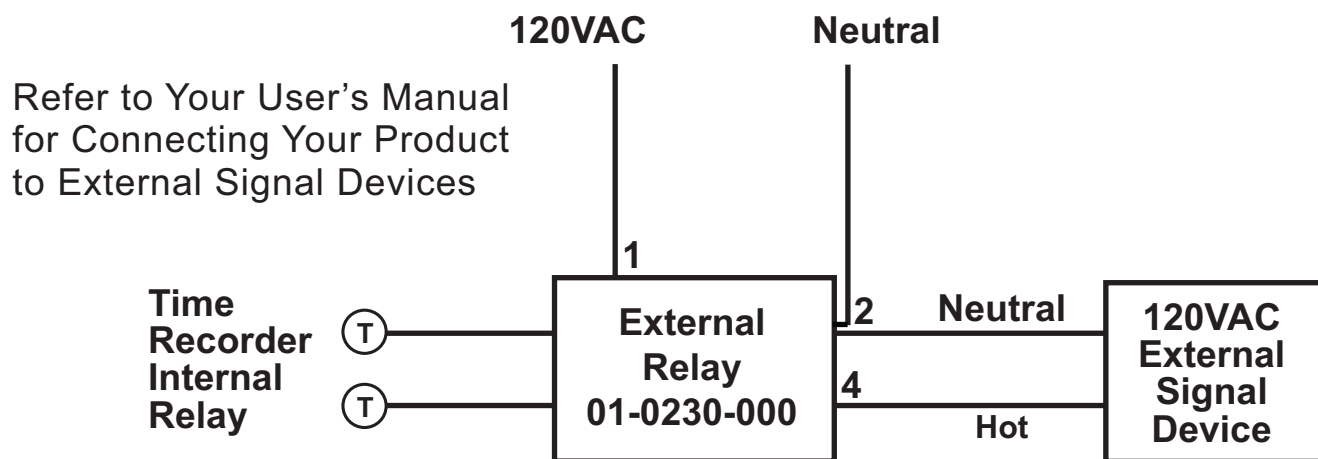 120VAC
Neutral
Refer to Your User’s Manual
for Connecting Your Product
to External Signal Devices
1
Time
Recorder
Internal
Relay
T
T
External
Relay
01-0230-000
2
Neutral
4
Hot
120VAC
External
Signal
Device